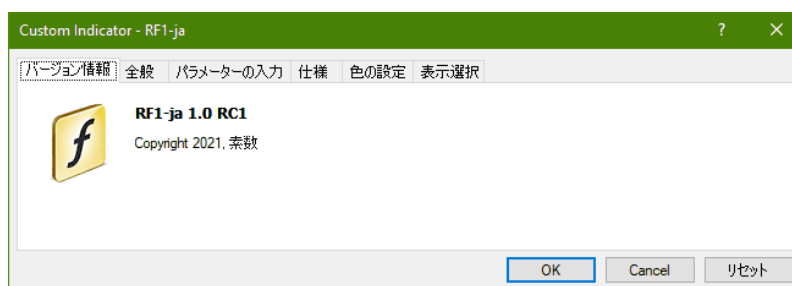 Custom Indicator - RF1-ja
バージョン情報 全般 パラメーターの入力 仕様 色の設定 表示選択
RF1-ja 1.0 RC1
Copyright 2021, 素数
OK Cancel リセット